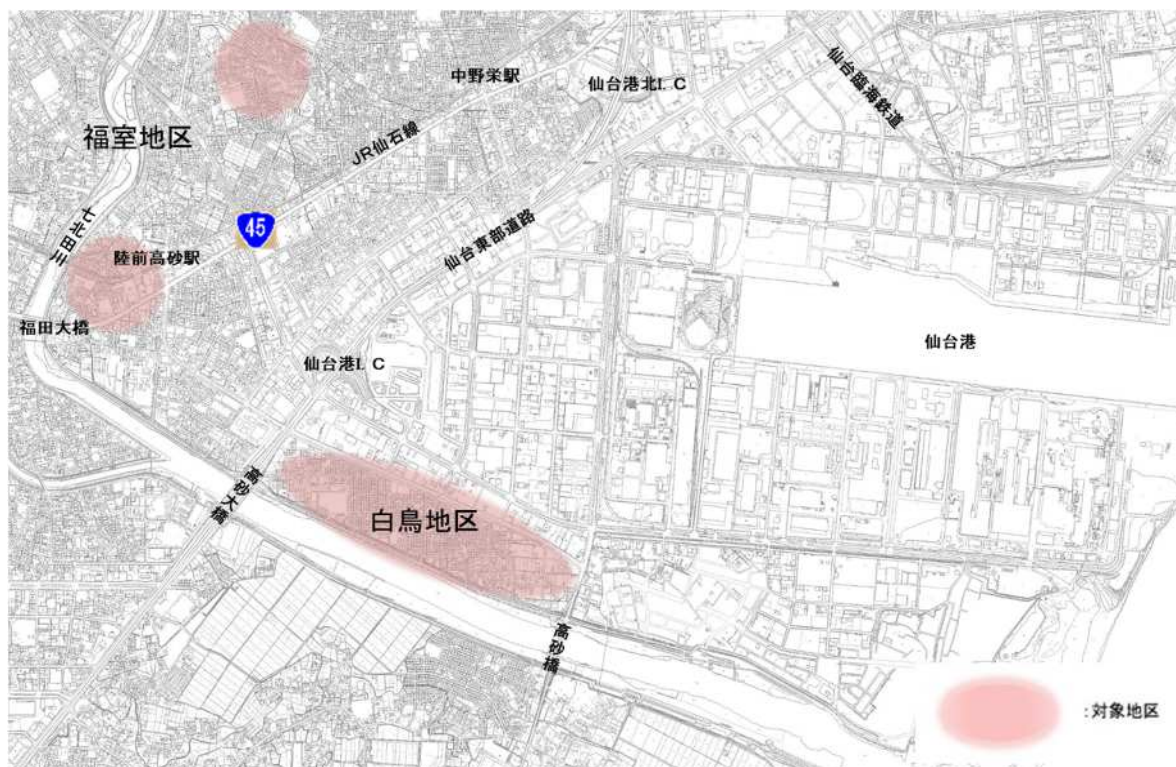 中野栄駅
仙台港北I.C
仙台臨海鉄道
福室地区
JR仙石線
七北田川
45
仙台東部道路
陸前高砂駅
福田大橋
仙台港
仙台港I.C
高砂大橋
白鳥地区
高砂橋
:対象地区